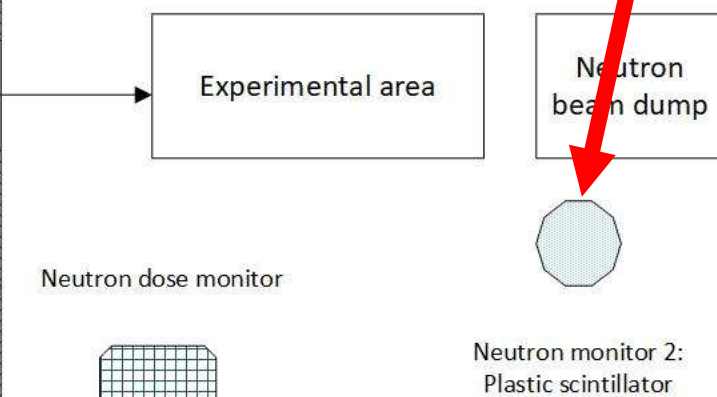 Experimental area
Neutron
beam dump
Neutron dose monitor
Neutron monitor 2:
Plastic scintillator